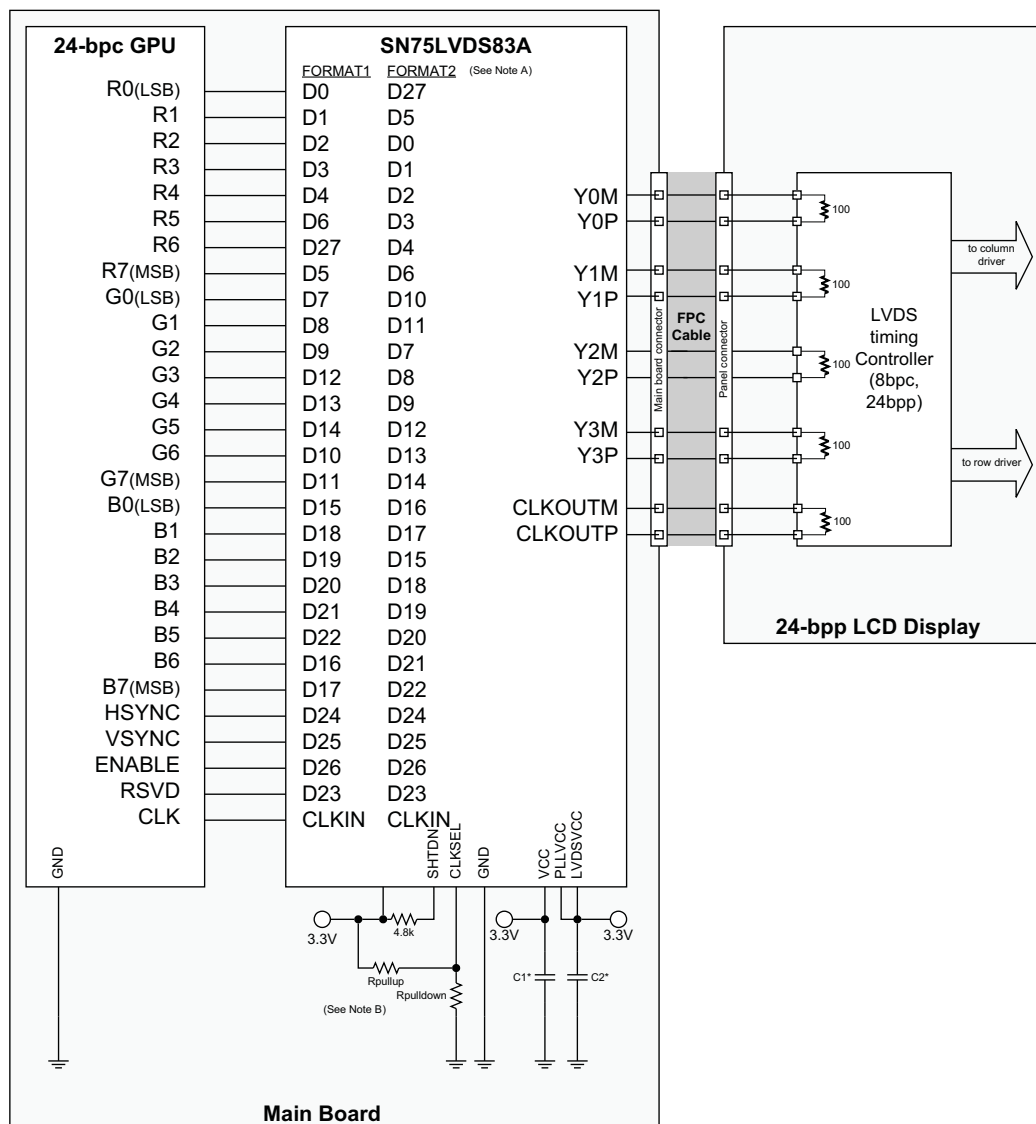 24-bpc GPU
R0(LSB)
R1
R2
R3
R4
R5
R6
R7(MSB)
G0(LSB)
G1
G2
G3
G4
G5
G6
G7(MSB)
B0(LSB)
B1
B2
B3
B4
B5
B6
B7(MSB)
HSYNC
VSYNC
ENABLE
RSVD
CLK
GND
SN75LVDS83A
FORMAT1 FORMAT2 (See Note A)
D0 D27
D1 D5
D2 D0
D3 D1
D4 D2
D6 D3
D27 D4
D5 D6
D7 D10
D8 D11
D9 D7
D12 D8
D13 D9
D14 D12
D10 D13
D11 D14
D15 D16
D18 D17
D19 D15
D20 D18
D21 D19
D22 D20
D16 D21
D17 D22
D24 D24
D25 D25
D26 D26
D23 D23
CLKIN CLKIN
Y0M
Y0P
Y1M
Y1P
Y2M
Y2P
Y3M
Y3P
CLKOUTM
CLKOUTP
SHTDN
CLKSEL
GND
VCC
PLLVCC
LVDSVCC
3.3V
4.8k
3.3V
3.3V
Rpullup
Rpulldown
(See Note B)
C1*
C2*
Main Board
Main board connector
FPC
Cable
Panel connector
100
100
100
100
100
LVDS
timing
Controller
(8bpc,
24bpp)
to column
driver
to row driver
24-bpp LCD Display